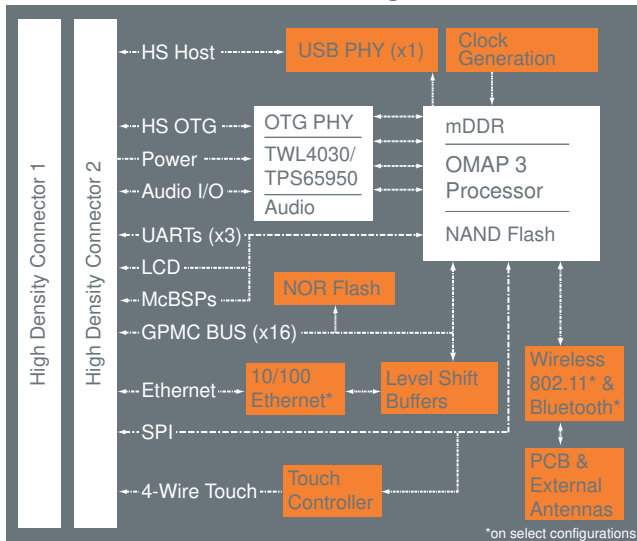 High Density Connector 1
High Density Connector 2
HS Host
USB PHY (x1)
Clock
Generation
HS OTG
Power
Audio I/O
OTG PHY
TWL4030/
TPS65950
Audio
mDDR
OMAP 3
Processor
NAND Flash
UARTs (x3)
LCD
McBSPs
GPMC BUS (x16)
NOR Flash
Ethernet
10/100
Ethernet*
Level Shift
Buffers
Wireless
802.11* &
Bluetooth*
SPI
4-Wire Touch
Touch
Controller
PCB &
External
Antennas
*on select configurations